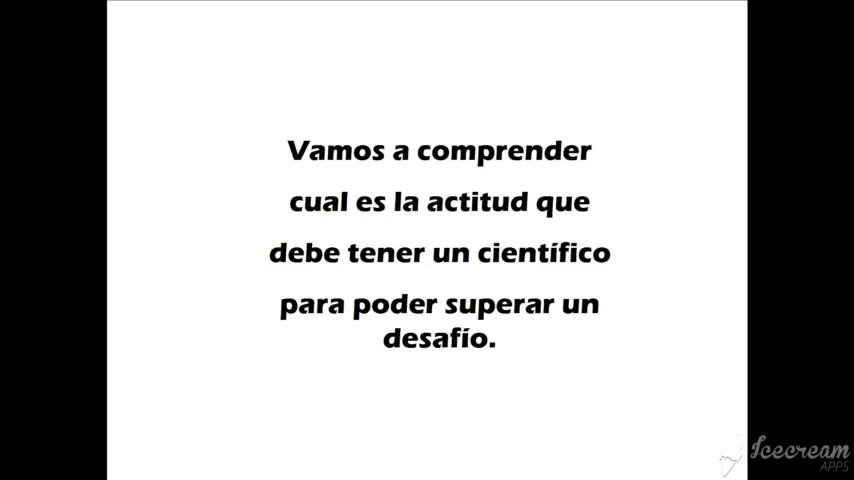 Vamos a comprender
cual es la actitud que
debe tener un científico
para poder superar un
desafío.
Icecream
APPS